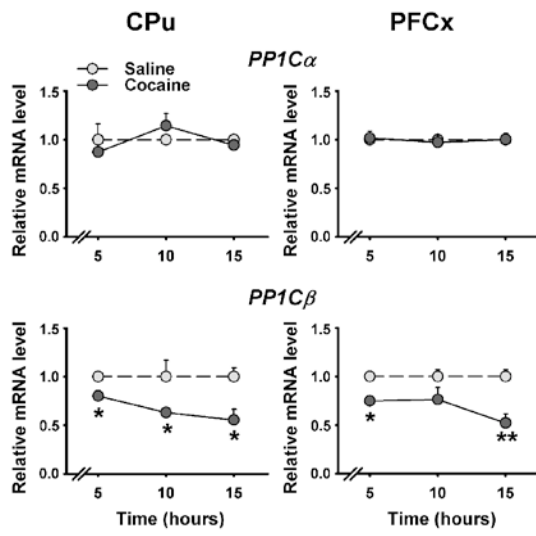 CPu PFCx
PP1Cα
Saline
Cocaine
Relative mRNA level
1.5
1.0
0.5
0.0
5 10 15
Relative mRNA level
1.5
1.0
0.5
0.0
5 10 15
PP1Cβ
Relative mRNA level
1.5
1.0
0.5
0.0
* * *
5 10 15
Time (hours)
Relative mRNA level
1.5
1.0
0.5
0.0
* **
5 10 15
Time (hours)